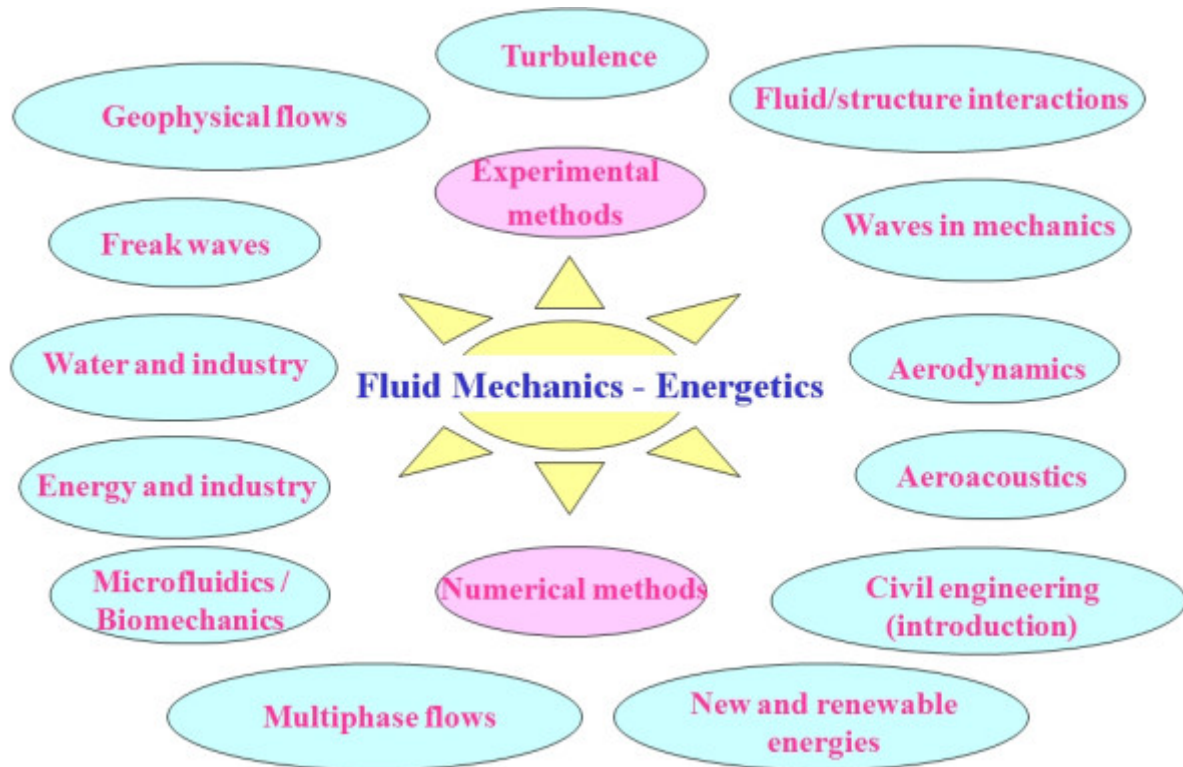 Turbulence
Geophysical flows
Fluid/structure interactions
Experimental
methods
Freak waves
Waves in mechanics
Water and industry
Fluid Mechanics - Energetics
Aerodynamics
Energy and industry
Aeroacoustics
Microfluidics /
Biomechanics
Numerical methods
Civil engineering
(introduction)
Multiphase flows
New and renewable
energies